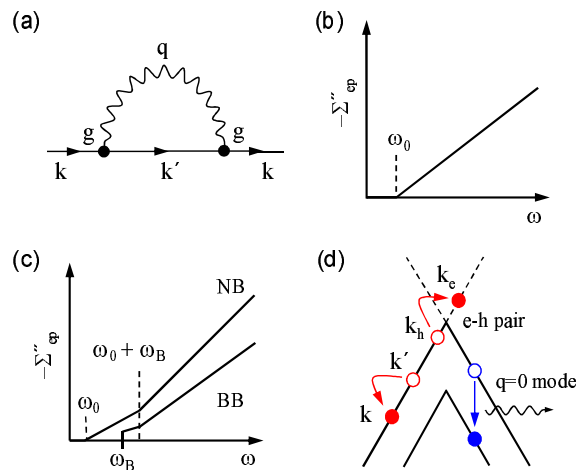 (a)
q
g
g
k
k′
k
(b)
−Σ″ep
ω0
ω
(c)
−Σ″ep
NB
ω0 + ωB
ω0
BB
ωB
ω
(d)
ke
e-h pair
kh
k′
q=0 mode
k